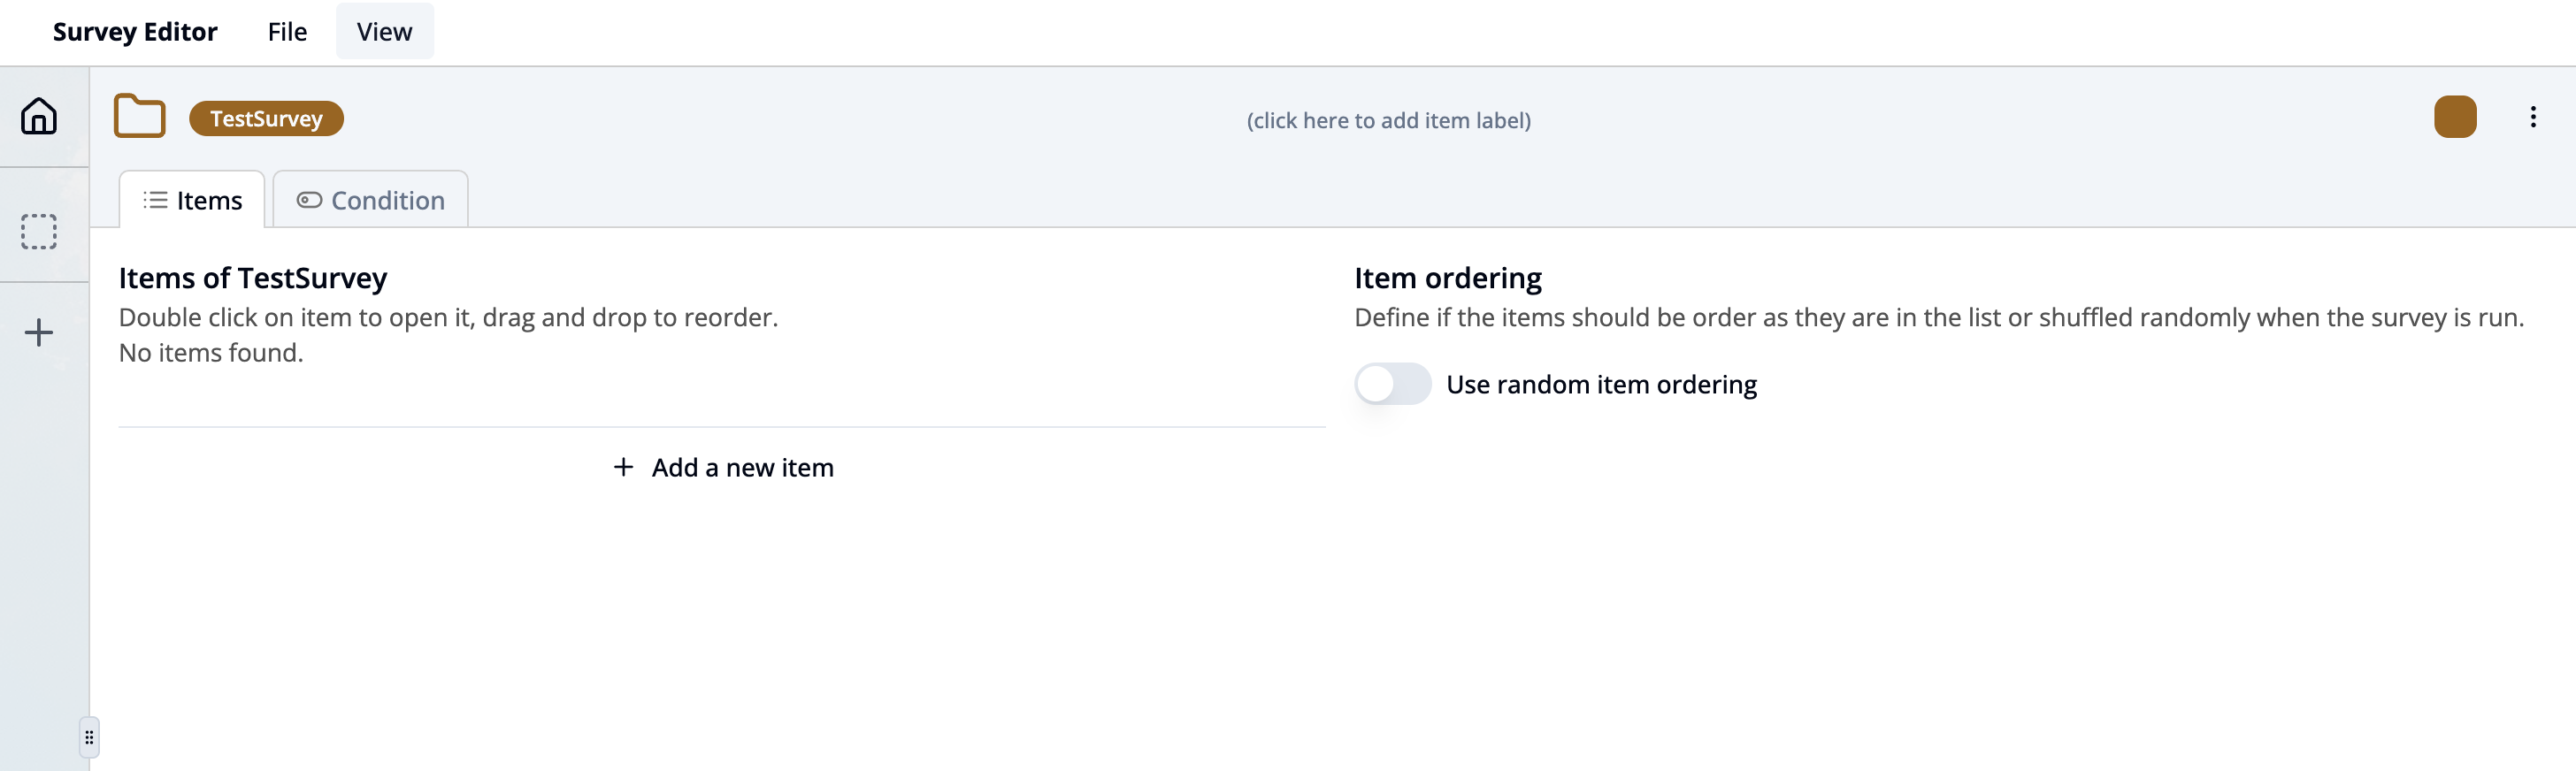 Survey Editor File View
TestSurvey (click here to add item label)
Items Condition
Items of TestSurvey
Double click on item to open it, drag and drop to reorder.
No items found.
Add a new item
Item ordering
Define if the items should be order as they are in the list or shuffled randomly when the survey is run.
Use random item ordering